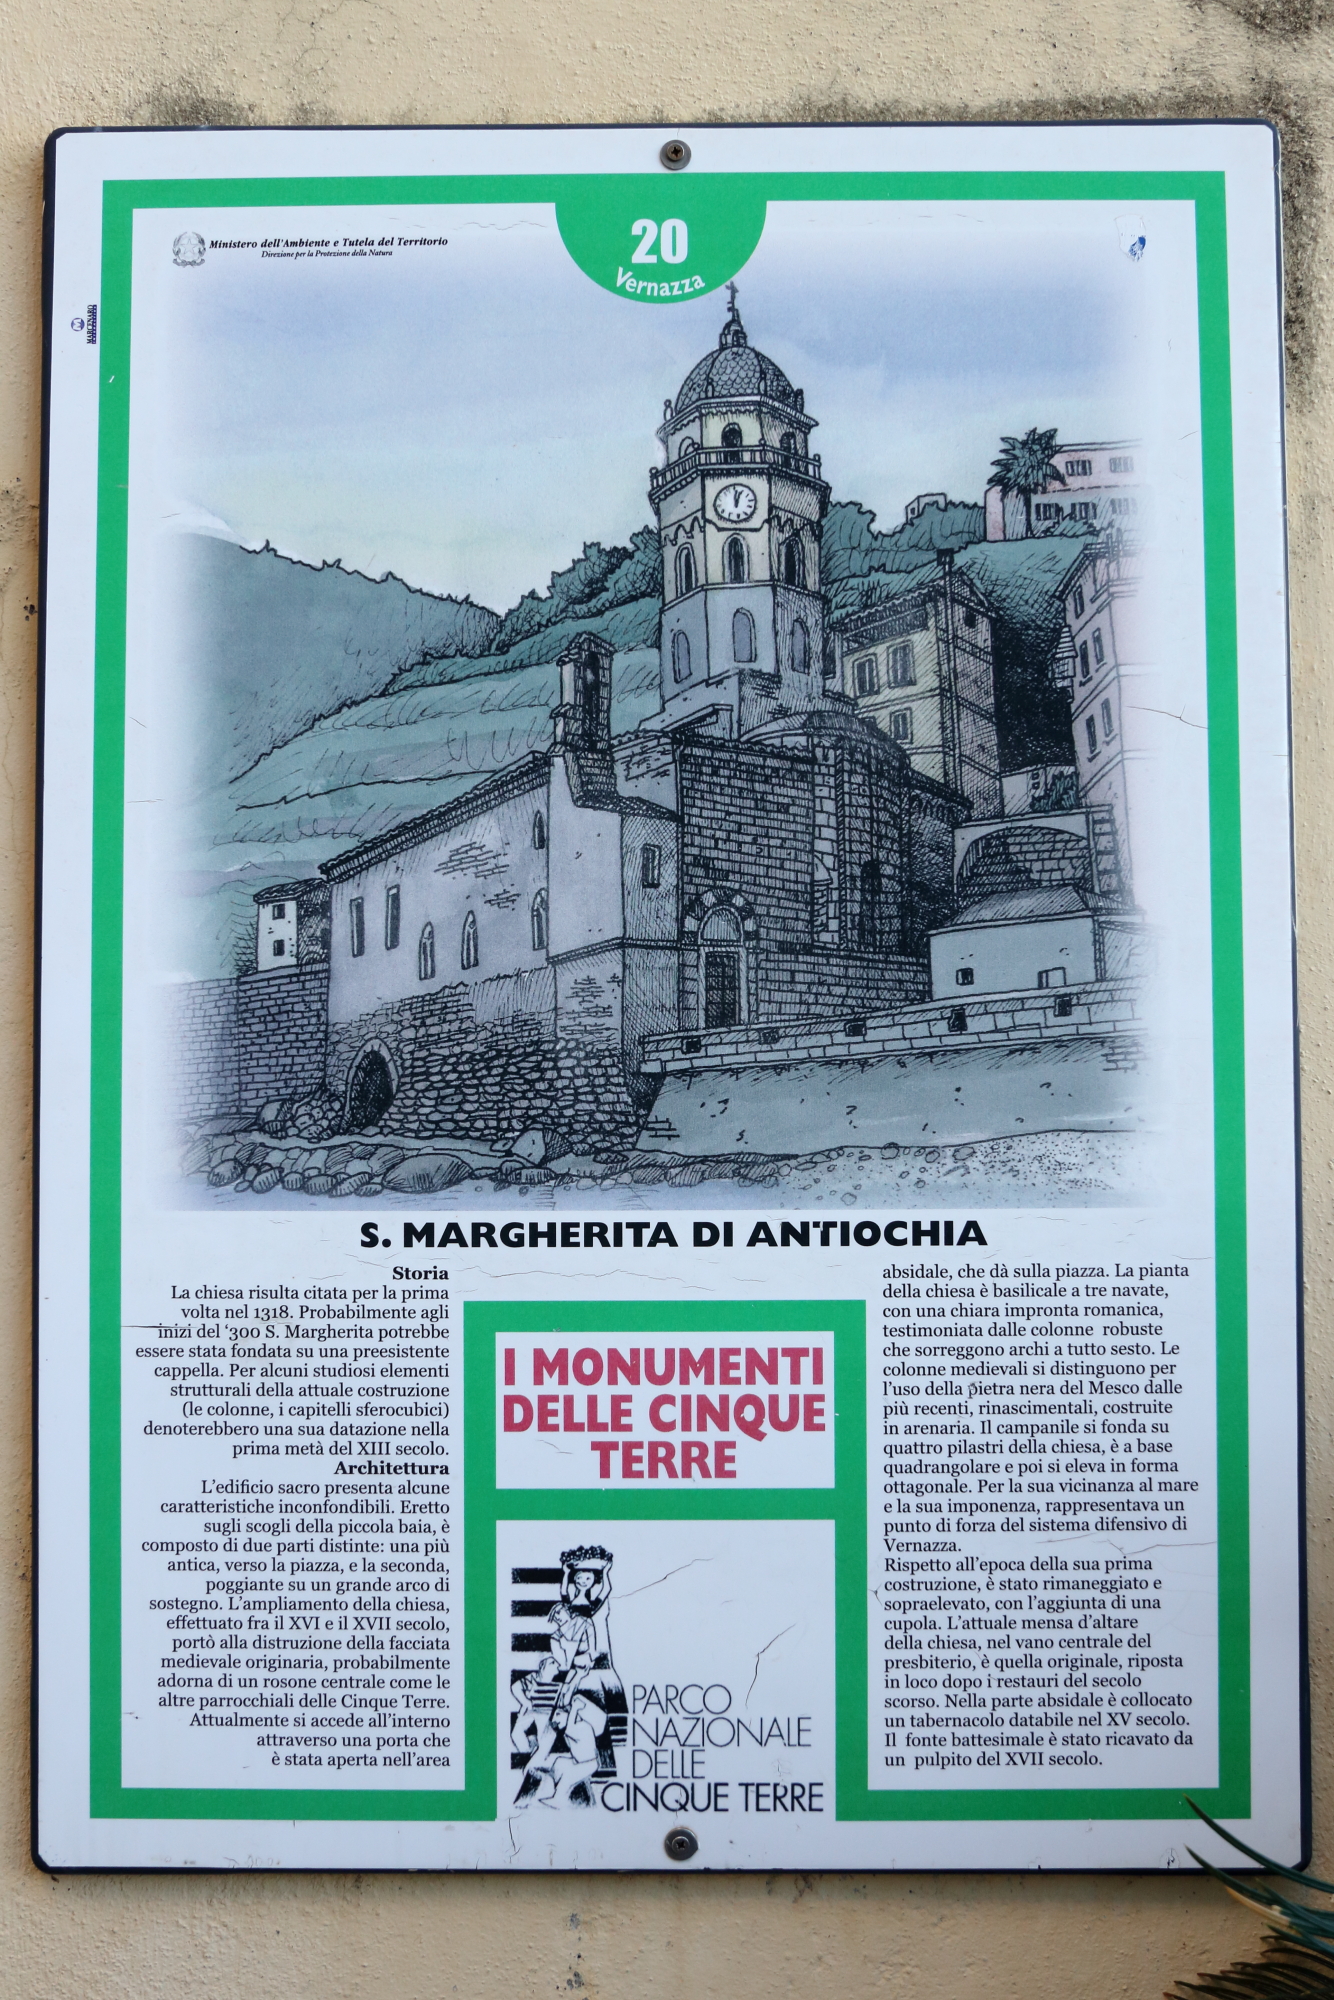 Ministero dell'Ambiente e Tutela del Territorio
Direzione per la Protezione della Natura
20
Vernazza
MARCENARO
S. MARGHERITA DI ANTIOCHIA
Storia
La chiesa risulta citata per la prima
volta nel 1318. Probabilmente agli
inizi del ‘300 S. Margherita potrebbe
essere stata fondata su una preesistente
cappella. Per alcuni studiosi elementi
strutturali della attuale costruzione
(le colonne, i capitelli sferocubici)
denoterebbero una sua datazione nella
prima metà del XIII secolo.
Architettura
L’edificio sacro presenta alcune
caratteristiche inconfondibili. Eretto
sugli scogli della piccola baia, è
composto di due parti distinte: una più
antica, verso la piazza, e la seconda,
poggiante su un grande arco di
sostegno. L’ampliamento della chiesa,
effettuato fra il XVI e il XVII secolo,
portò alla distruzione della facciata
medievale originaria, probabilmente
adorna di un rosone centrale come le
altre parrocchiali delle Cinque Terre.
Attualmente si accede all’interno
attraverso una porta che
è stata aperta nell’area
absidale, che dà sulla piazza. La pianta
della chiesa è basilicale a tre navate,
con una chiara impronta romanica,
testimoniata dalle colonne robuste
che sorreggono archi a tutto sesto. Le
colonne medievali si distinguono per
l’uso della pietra nera del Mesco dalle
più recenti, rinascimentali, costruite
in arenaria. Il campanile si fonda su
quattro pilastri della chiesa, è a base
quadrangolare e poi si eleva in forma
ottagonale. Per la sua vicinanza al mare
e la sua imponenza, rappresentava un
punto di forza del sistema difensivo di
Vernazza.
Rispetto all’epoca della sua prima
costruzione, è stato rimaneggiato e
sopraelevato, con l’aggiunta di una
cupola. L’attuale mensa d’altare
della chiesa, nel vano centrale del
presbiterio, è quella originale, riposta
in loco dopo i restauri del secolo
scorso. Nella parte absidale è collocato
un tabernacolo databile nel XV secolo.
Il fonte battesimale è stato ricavato da
un pulpito del XVII secolo.
I MONUMENTI
DELLE CINQUE
TERRE
PARCO
NAZIONALE
DELLE
CINQUE TERRE